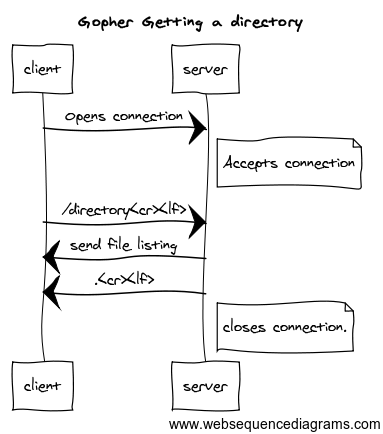 Gopher Getting a directory
client
server
Opens connection
Accepts connection
/directory<cr><lf>
send file listing
.<cr><lf>
closes connection.
client
server
www.websequencediagrams.com